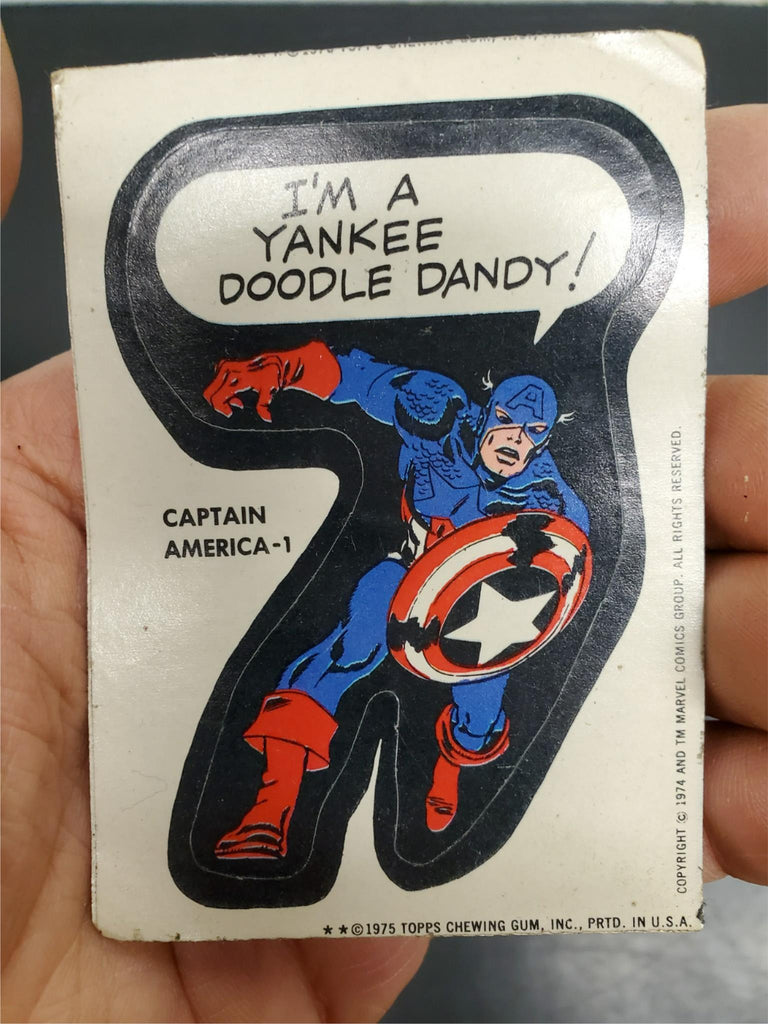 I'M A
YANKEE
DOODLE DANDY!
A
CAPTAIN
AMERICA-1
COPYRIGHT © 1974 AND TM MARVEL COMICS GROUP. ALL RIGHTS RESERVED.
**©1975 TOPPS CHEWING GUM, INC., PRTD. IN U.S.A.